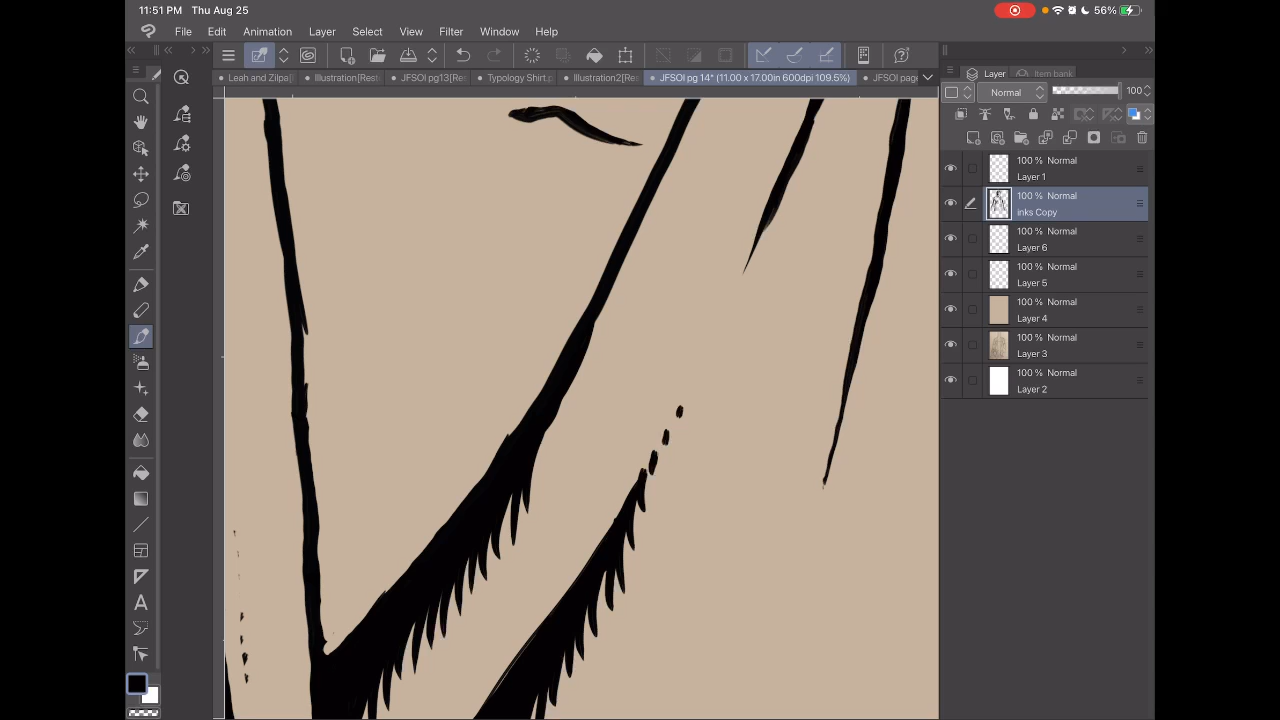 11:51 PM Thu Aug 25
56%
File Edit Animation Layer Select View Filter Window Help
Leah and Zilpa[ Illustration[Rest JFSOI pg13[Re Typology Shirt. Illustration2[Res JFSOI pg 14* (11.00 x 17.00in 600dpi 109.5%) JFSOI page
Layer Item bank
Normal 100
100 % Normal
Layer 1
100 % Normal
inks Copy
100 % Normal
Layer 6
100 % Normal
Layer 5
100 % Normal
Layer 4
100 % Normal
Layer 3
100 % Normal
Layer 2